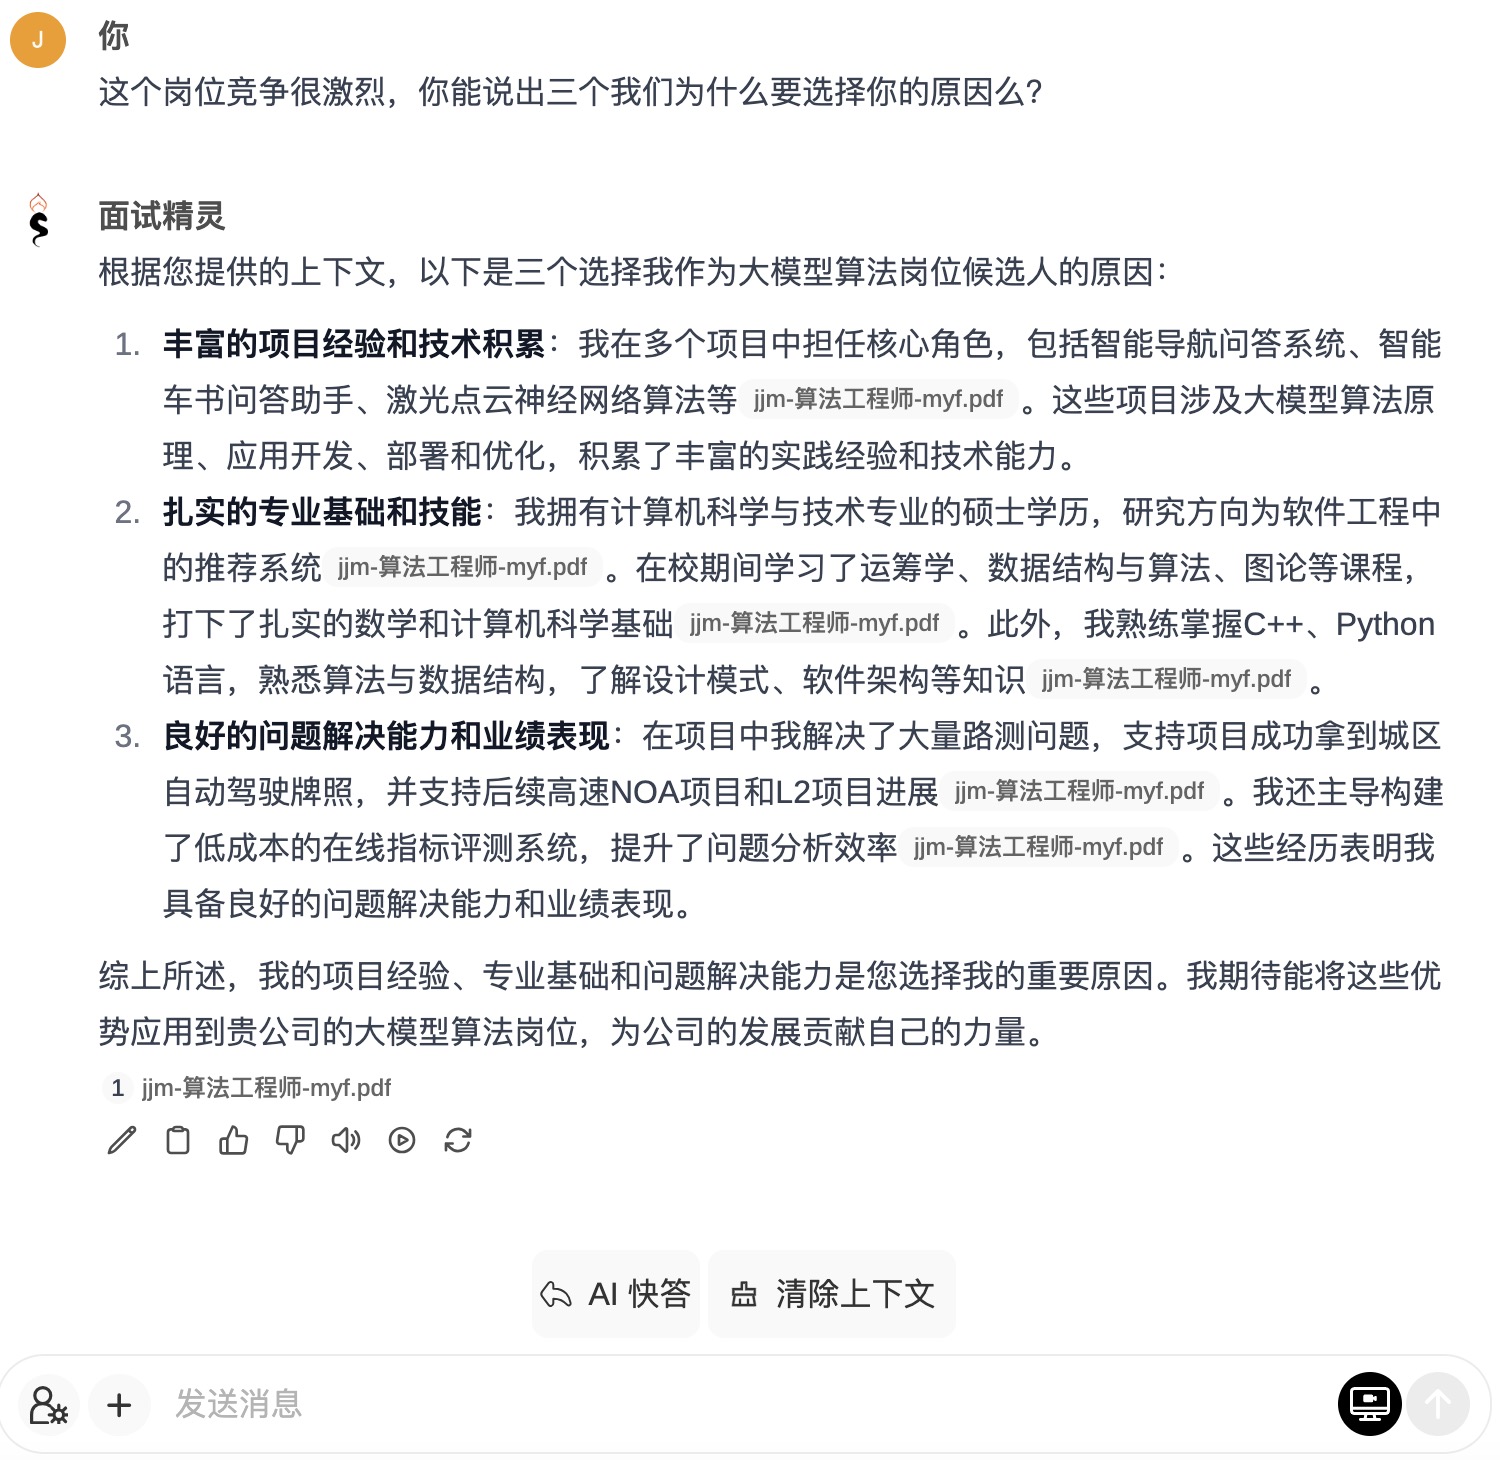 J
你
这个岗位竞争很激烈，你能说出三个我们为什么要选择你的原因么?
面试精灵
根据您提供的上下文，以下是三个选择我作为大模型算法岗位候选人的原因：
1. 丰富的项目经验和技术积累：我在多个项目中担任核心角色，包括智能导航问答系统、智能
车书问答助手、激光点云神经网络算法等 jjm-算法工程师-myf.pdf 。这些项目涉及大模型算法原
理、应用开发、部署和优化，积累了丰富的实践经验和技术能力。
2. 扎实的专业基础和技能：我拥有计算机科学与技术专业的硕士学历，研究方向为软件工程中
的推荐系统 jjm-算法工程师-myf.pdf 。在校期间学习了运筹学、数据结构与算法、图论等课程，
打下了扎实的数学和计算机科学基础 jjm-算法工程师-myf.pdf 。此外，我熟练掌握C++、Python
语言，熟悉算法与数据结构，了解设计模式、软件架构等知识 jjm-算法工程师-myf.pdf 。
3. 良好的问题解决能力和业绩表现：在项目中我解决了大量路测问题，支持项目成功拿到城区
自动驾驶牌照，并支持后续高速NOA项目和L2项目进展 jjm-算法工程师-myf.pdf 。我还主导构建
了低成本的在线指标评测系统，提升了问题分析效率 jjm-算法工程师-myf.pdf 。这些经历表明我
具备良好的问题解决能力和业绩表现。
综上所述，我的项目经验、专业基础和问题解决能力是您选择我的重要原因。我期待能将这些优
势应用到贵公司的大模型算法岗位，为公司的发展贡献自己的力量。
1 jjm-算法工程师-myf.pdf
AI 快答 清除上下文
发送消息